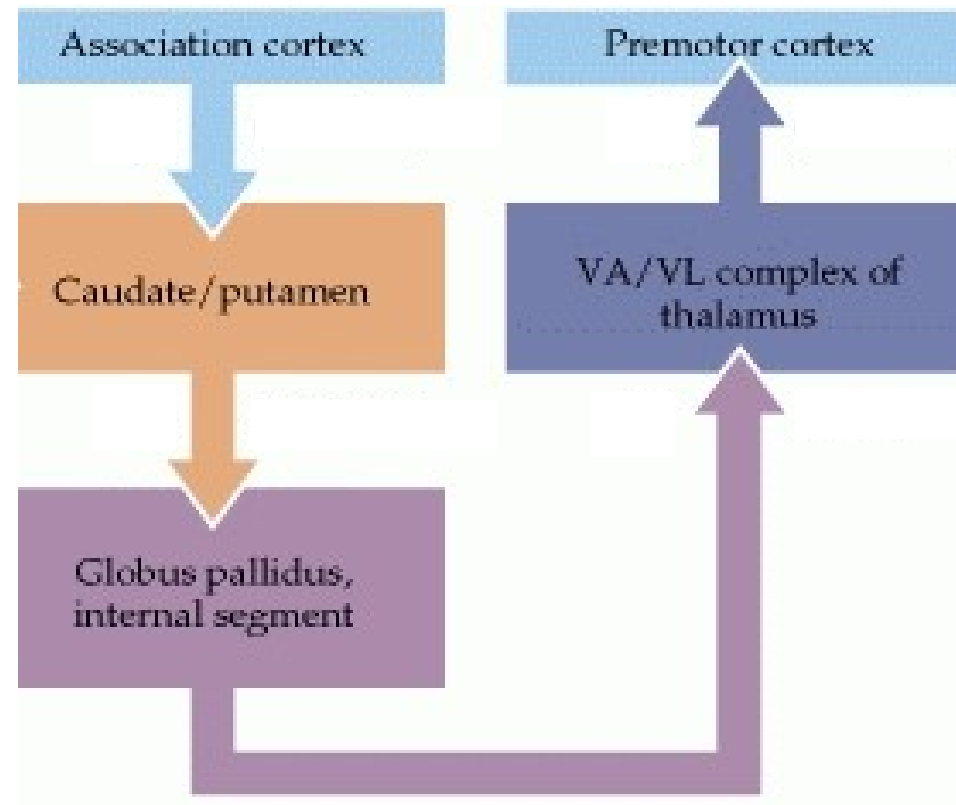 Association cortex
Premotor cortex
Caudate/putamen
VA/VL complex of
thalamus
Globus pallidus,
internal segment